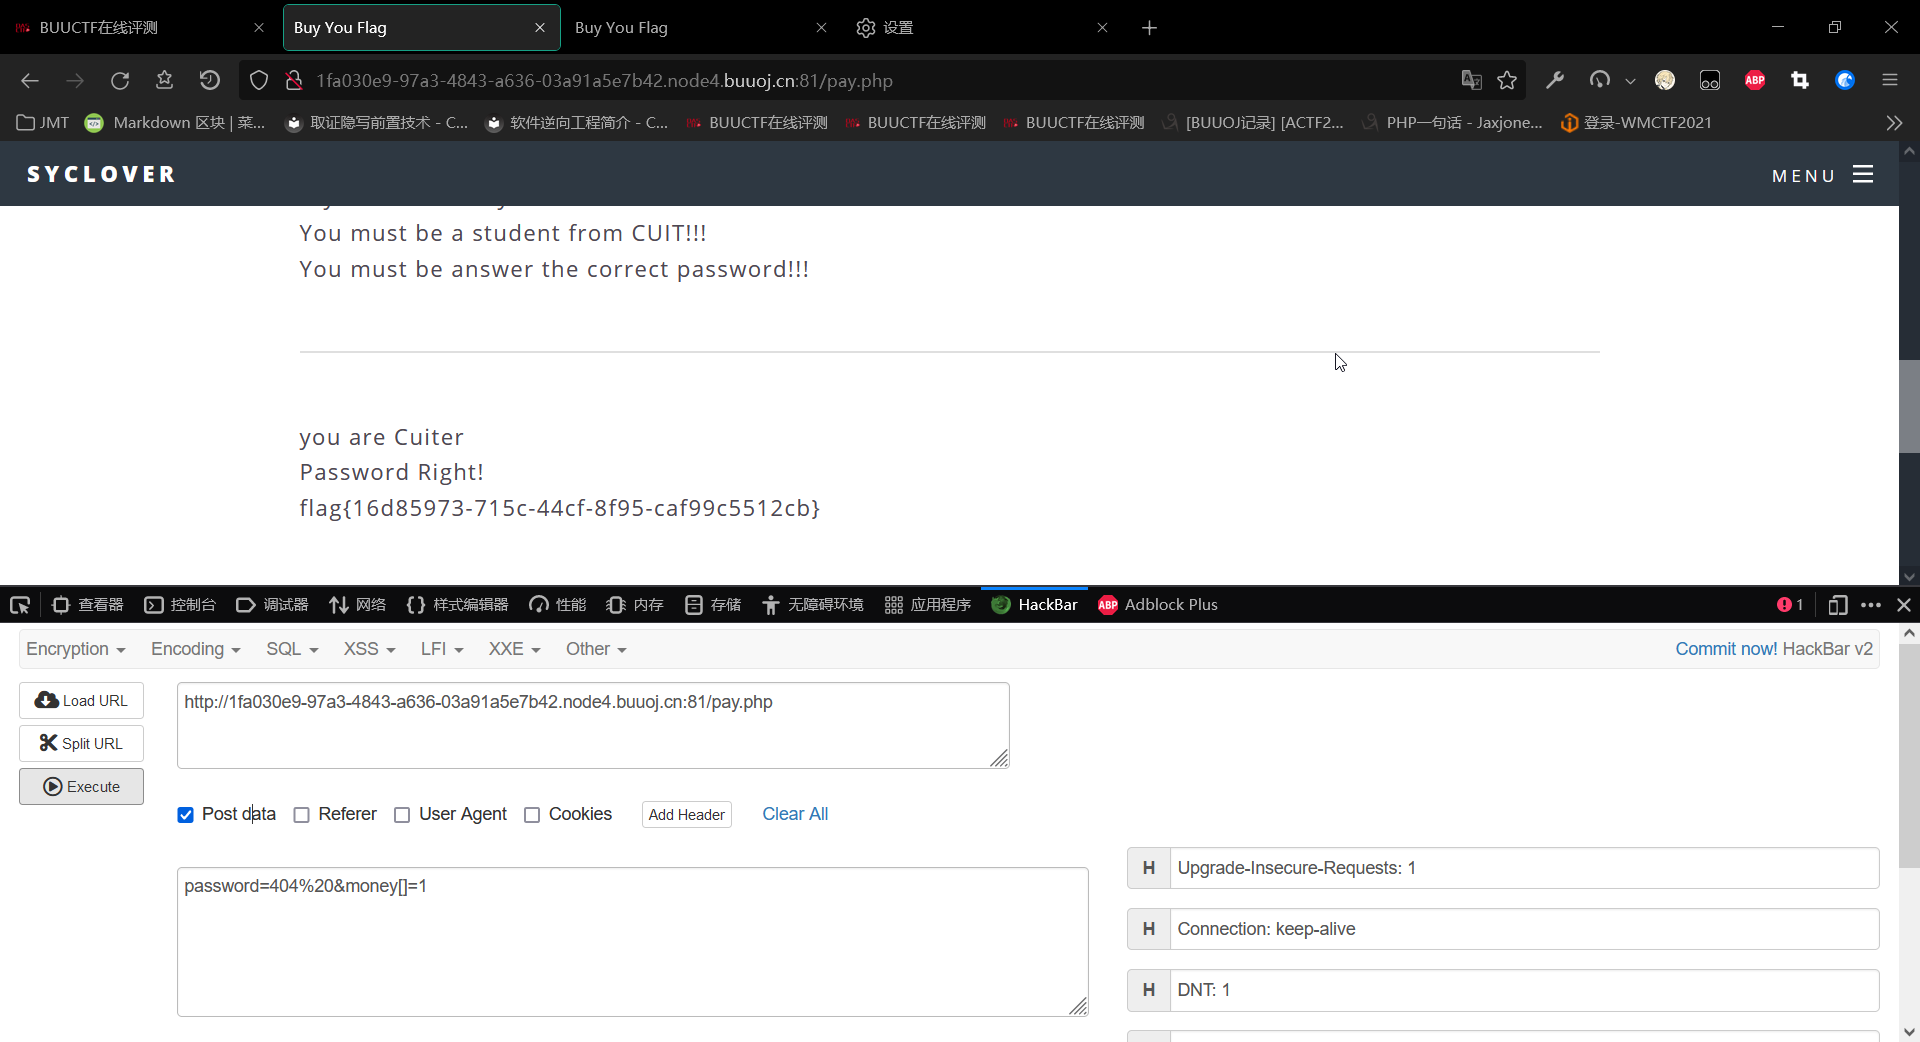 BUUCTF在线评测
Buy You Flag
Buy You Flag
设置
1fa030e9-97a3-4843-a636-03a91a5e7b42.node4.buuoj.cn:81/pay.php
ABP
JMT
Markdown 区块 | 菜...
取证隐写前置技术 - C...
软件逆向工程简介 - C...
BUUCTF在线评测
BUUCTF在线评测
BUUCTF在线评测
[BUUOJ记录] [ACTF2...
PHP一句话 - Jaxjone...
登录-WMCTF2021
SYCLOVER
MENU
You must be a student from CUIT!!!
You must be answer the correct password!!!
you are Cuiter
Password Right!
flag{16d85973-715c-44cf-8f95-caf99c5512cb}
查看器
控制台
调试器
网络
样式编辑器
性能
内存
存储
无障碍环境
应用程序
HackBar
ABP Adblock Plus
1
Encryption
Encoding
SQL
XSS
LFI
XXE
Other
Commit now! HackBar v2
Load URL
http://1fa030e9-97a3-4843-a636-03a91a5e7b42.node4.buuoj.cn:81/pay.php
Split URL
Execute
Post data
Referer
User Agent
Cookies
Add Header
Clear All
password=404%20&money[]=1
H Upgrade-Insecure-Requests: 1
H Connection: keep-alive
H DNT: 1